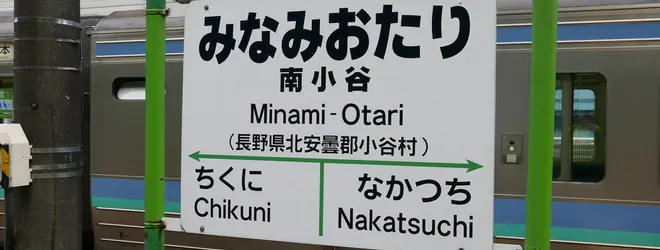 みなみおたり
南小谷
Minami-Otari
(長野県北安曇郡小谷村)
ちくに なかつち
Chikuni Nakatsuchi
本